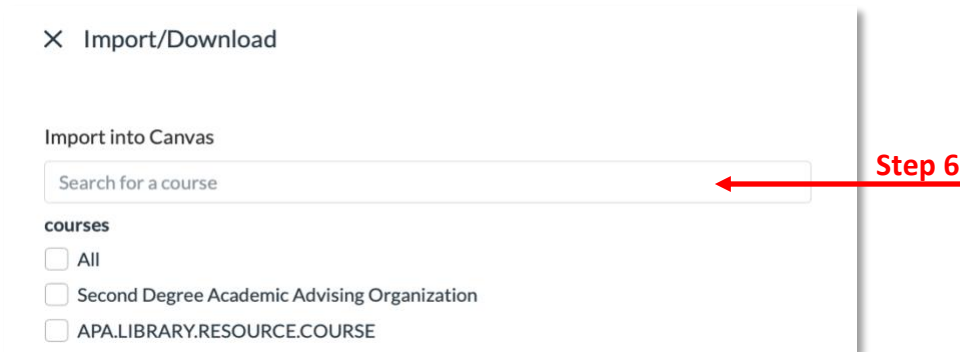 × Import/Download
Import into Canvas
Search for a course
Step 6
courses
All
Second Degree Academic Advising Organization
APA.LIBRARY.RESOURCE.COURSE